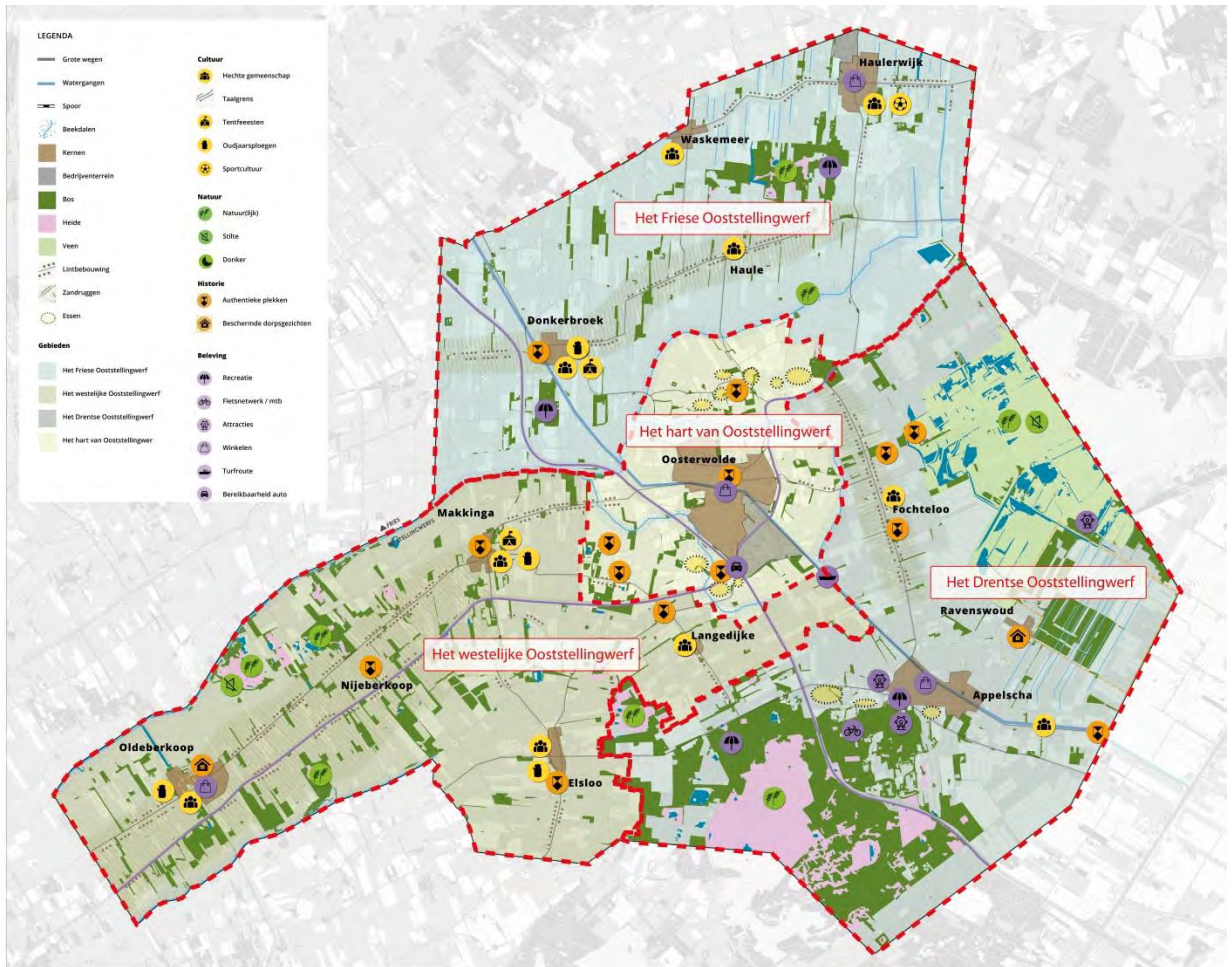 LEGENDA
Grote wegen
Watergangen
Spoor
Beekdalen
Kernen
Bedrijventerrein
Bos
Heide
Veen
Lintbebouwing
Zandruggen
Essen
Gebieden
Het Friese Ooststellingwerf
Het westelijke Ooststellingwerf
Het Drentse Ooststellingwerf
Het hart van Ooststellingwer
Cultuur
Hechte gemeenschap
Taalgrens
Tentfeeesten
Oudjaarsploegen
Sportcultuur
Natuur
Natuur(lijk)
Stilte
Donker
Historie
Authentieke plekken
Beschermde dorpsgezichten
Beleving
Recreatie
Fietsnetwerk / mtb
Attracties
Winkelen
Turfroute
Bereikbaarheid auto
Haulerwijk
Waskemeer
Het Friese Ooststellingwerf
Haule
Donkerbroek
Het hart van Ooststellingwerf
Oosterwolde
Makkinga
FRIES
STELLINGWERFS
Fochteloo
Het Drentse Ooststellingwerf
Ravenswoud
Langedijke
Het westelijke Ooststellingwerf
Nijeberkoop
Appelscha
Oldeberkoop
Elsloo